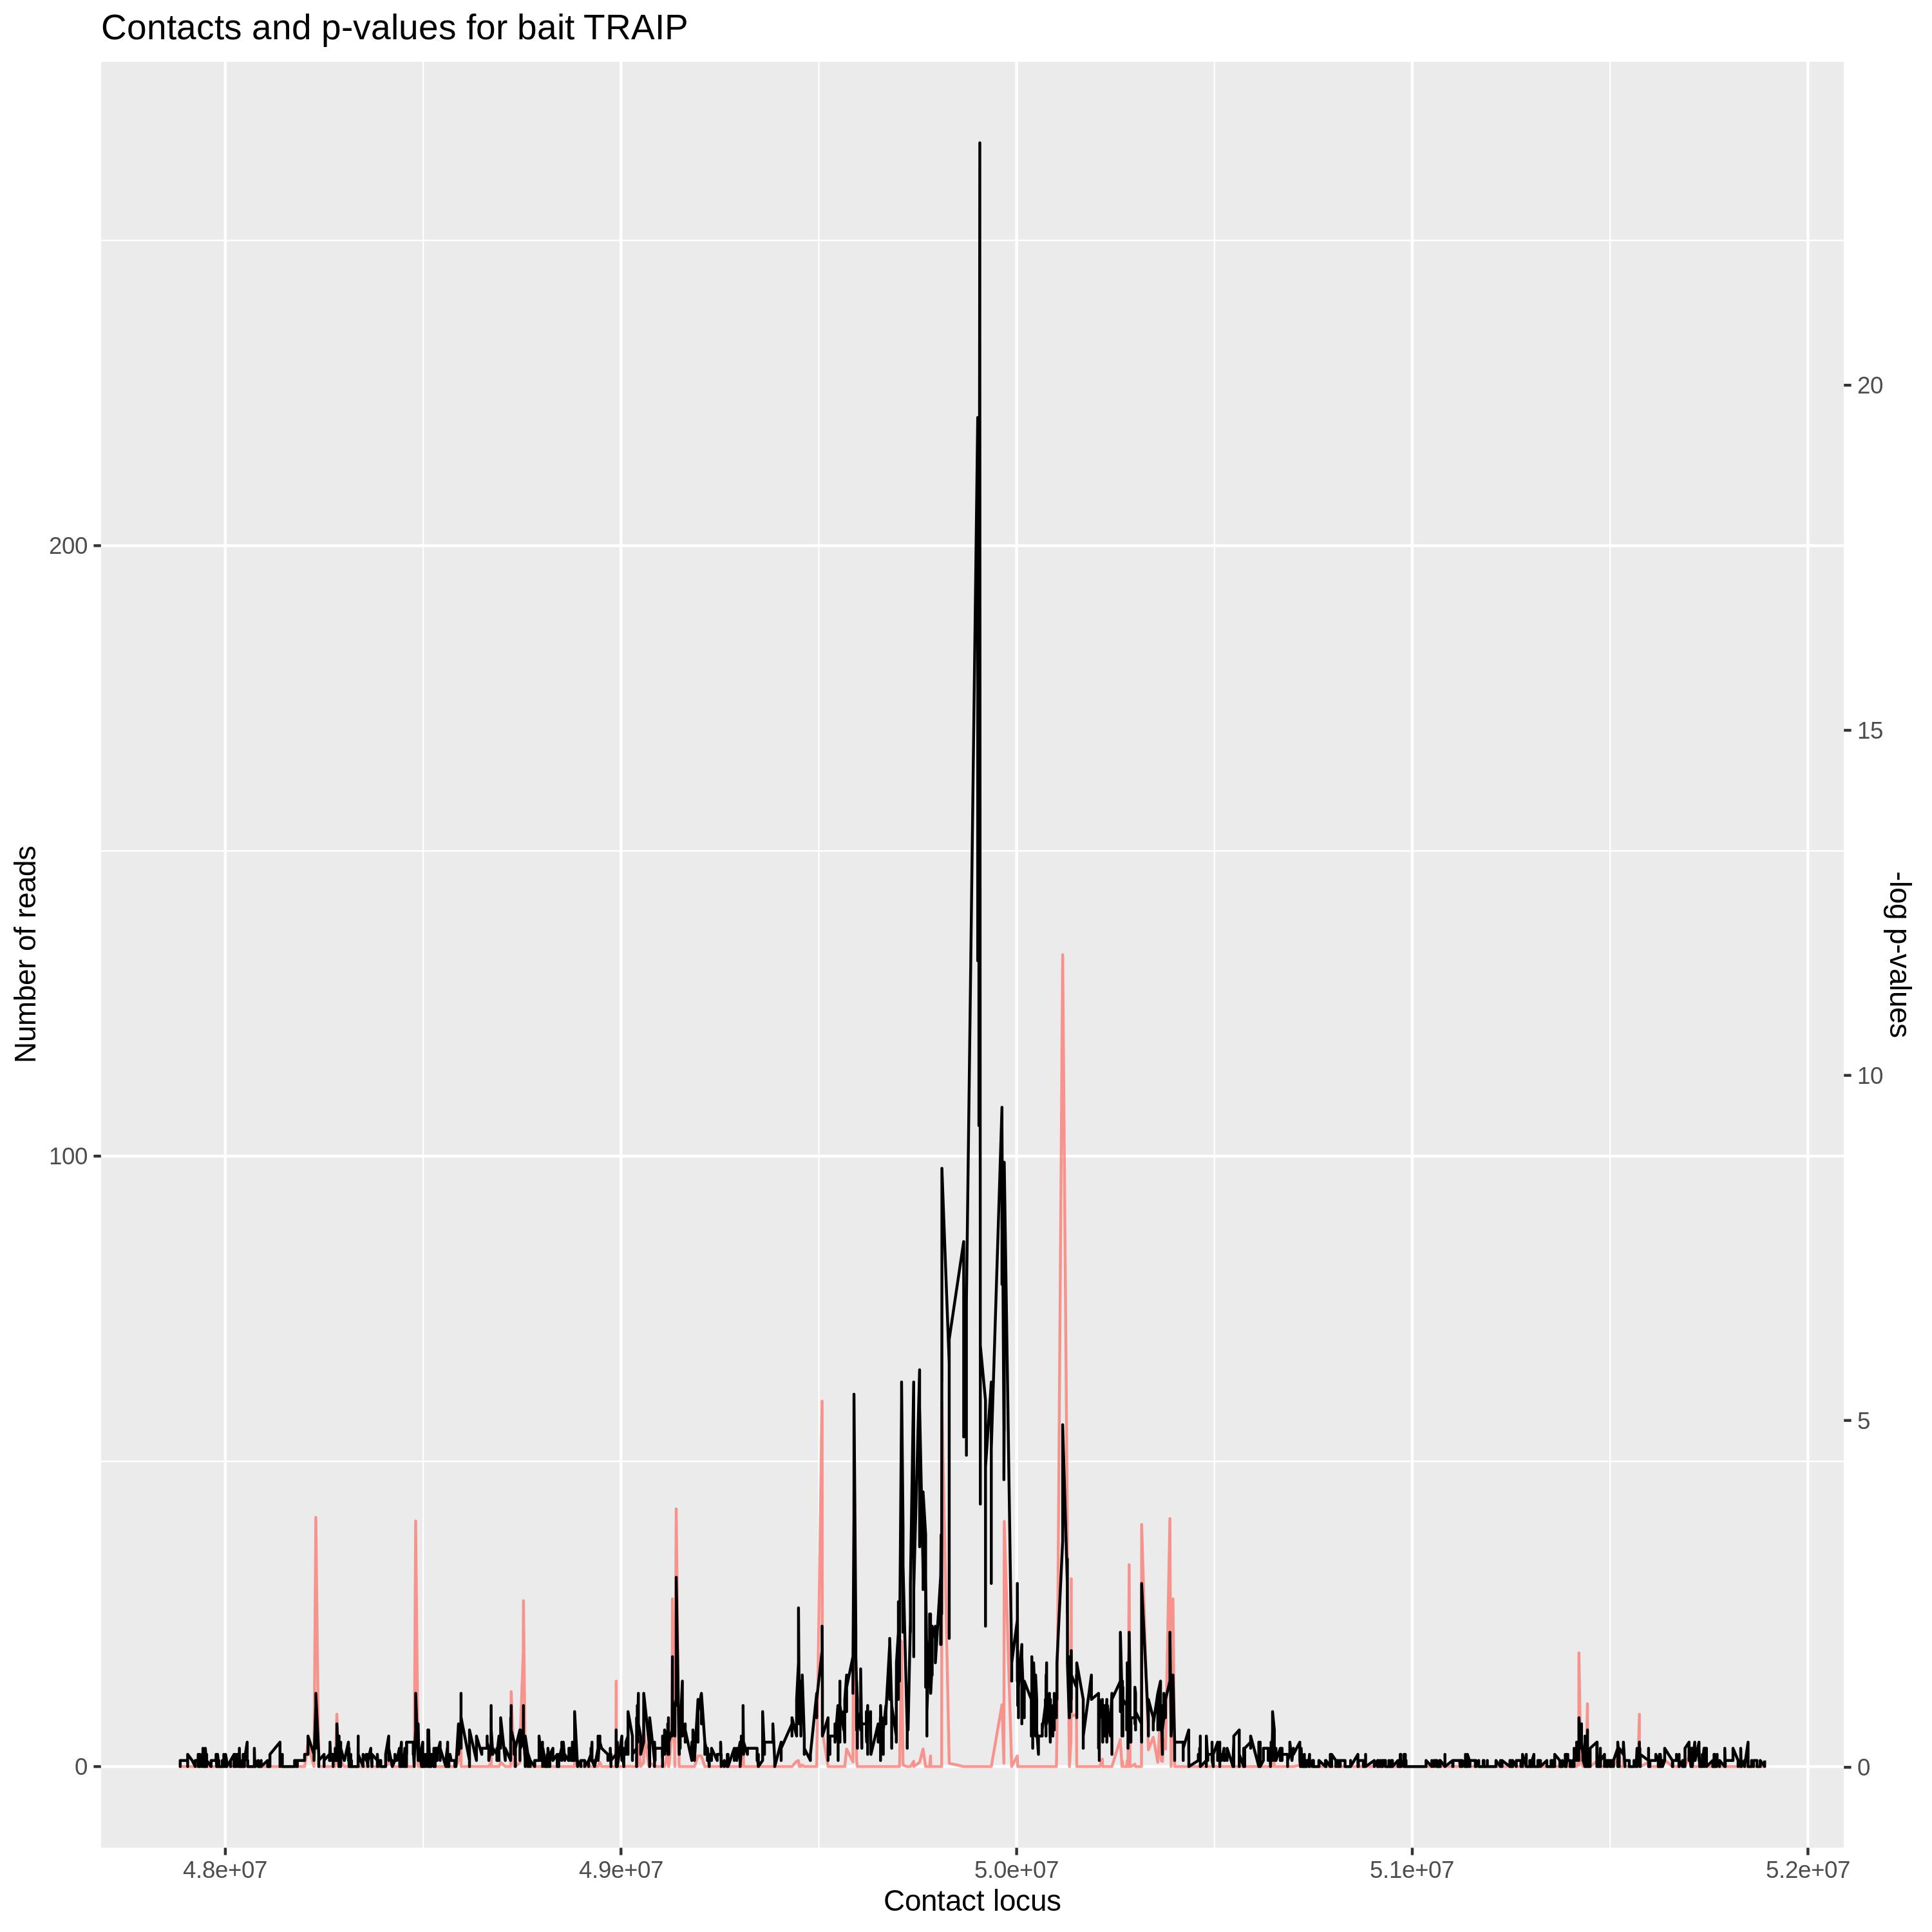 Contacts and p-values for bait TRAIP
200
100
0
Number of reads
20
15
10
5
0
-log p-values
4.8e+07
4.9e+07
5.0e+07
5.1e+07
5.2e+07
Contact locus